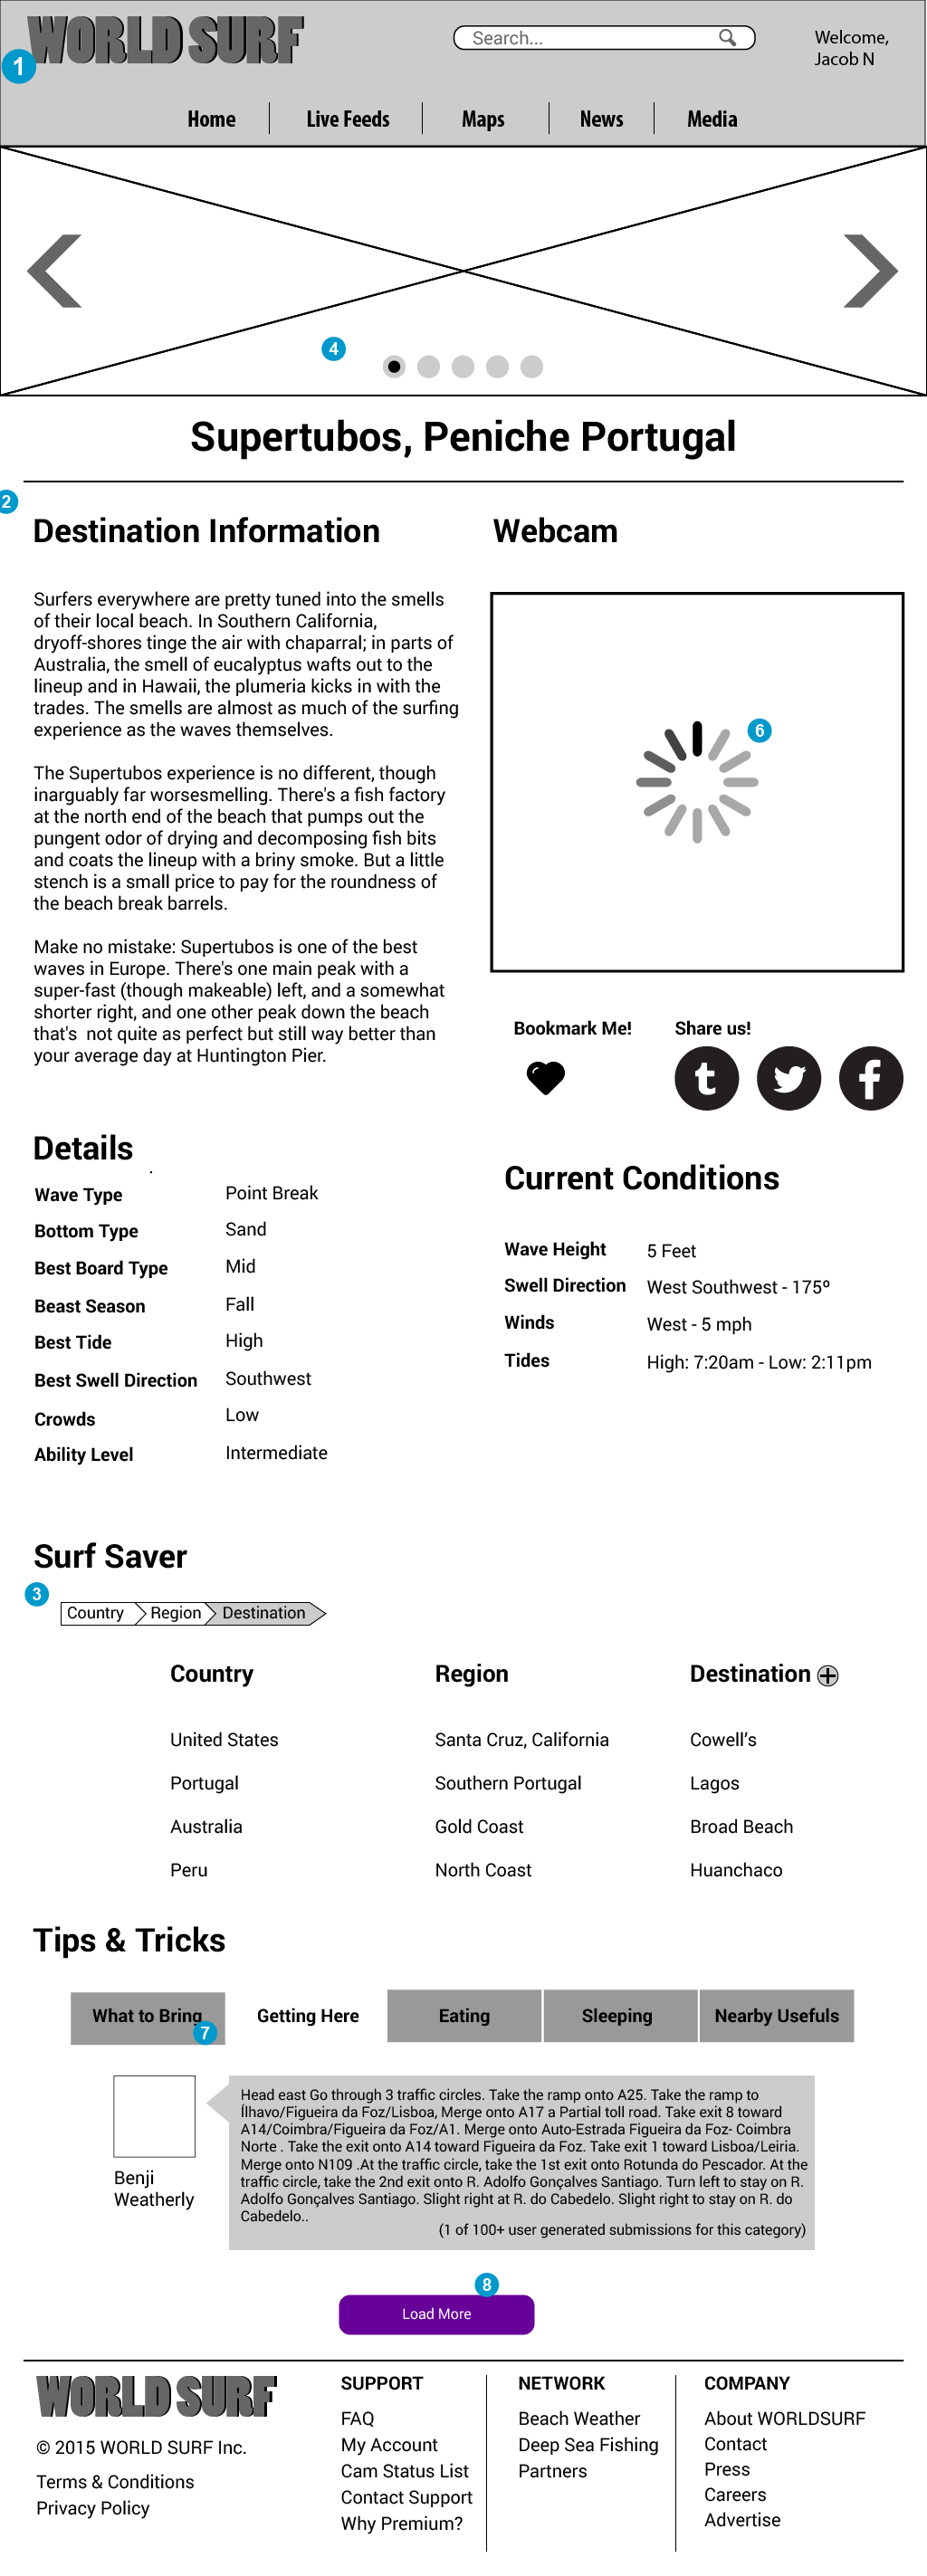 WORLD SURF
Search...
Welcome,
Jacob N
1
Home
Live Feeds
Maps
News
Media
4
Supertubos, Peniche Portugal
2
Destination Information
Surfers everywhere are pretty tuned into the smells
of their local beach. In Southern California,
dryoff-shores tinge the air with chaparral; in parts of
Australia, the smell of eucalyptus wafts out to the
lineup and in Hawaii, the plumeria kicks in with the
trades. The smells are almost as much of the surfing
experience as the waves themselves.
The Supertubos experience is no different, though
inarguably far worsesmelling. There's a fish factory
at the north end of the beach that pumps out the
pungent odor of drying and decomposing fish bits
and coats the lineup with a briny smoke. But a little
stench is a small price to pay for the roundness of
the beach break barrels.
Make no mistake: Supertubos is one of the best
waves in Europe. There's one main peak with a
super-fast (though makeable) left, and a somewhat
shorter right, and one other peak down the beach
that's  not quite as perfect but still way better than
your average day at Huntington Pier.
Webcam
6
Bookmark Me!
Share us!
t
f
Details
.
Wave Type Point Break
Bottom Type Sand
Best Board Type Mid
Beast Season Fall
Best Tide High
Best Swell Direction Southwest
Crowds Low
Ability Level Intermediate
Current Conditions
Wave Height 5 Feet
Swell Direction West Southwest - 175º
Winds West - 5 mph
Tides High: 7:20am - Low: 2:11pm
Surf Saver
3
Country Region Destination
Country Region Destination
United States Santa Cruz, California Cowell’s
Portugal Southern Portugal Lagos
Australia Gold Coast Broad Beach
Peru North Coast Huanchaco
Tips & Tricks
What to Bring Getting Here Eating Sleeping Nearby Usefuls
7
Benji
Weatherly
Head east Go through 3 traffic circles. Take the ramp onto A25. Take the ramp to
Ílhavo/Figueira da Foz/Lisboa, Merge onto A17 a Partial toll road. Take exit 8 toward
A14/Coimbra/Figueira da Foz/A1. Merge onto Auto-Estrada Figueira da Foz- Coimbra
Norte . Take the exit onto A14 toward Figueira da Foz. Take exit 1 toward Lisboa/Leiria.
Merge onto N109 .At the traffic circle, take the 1st exit onto Rotunda do Pescador. At the
traffic circle, take the 2nd exit onto R. Adolfo Gonçalves Santiago. Turn left to stay on R.
Adolfo Gonçalves Santiago. Slight right at R. do Cabedelo. Slight right to stay on R. do
Cabedelo..
(1 of 100+ user generated submissions for this category)
8
Load More
WORLD SURF
© 2015 WORLD SURF Inc.
Terms & Conditions
Privacy Policy
SUPPORT
FAQ
My Account
Cam Status List
Contact Support
Why Premium?
NETWORK
Beach Weather
Deep Sea Fishing
Partners
COMPANY
About WORLDSURF
Contact
Press
Careers
Advertise